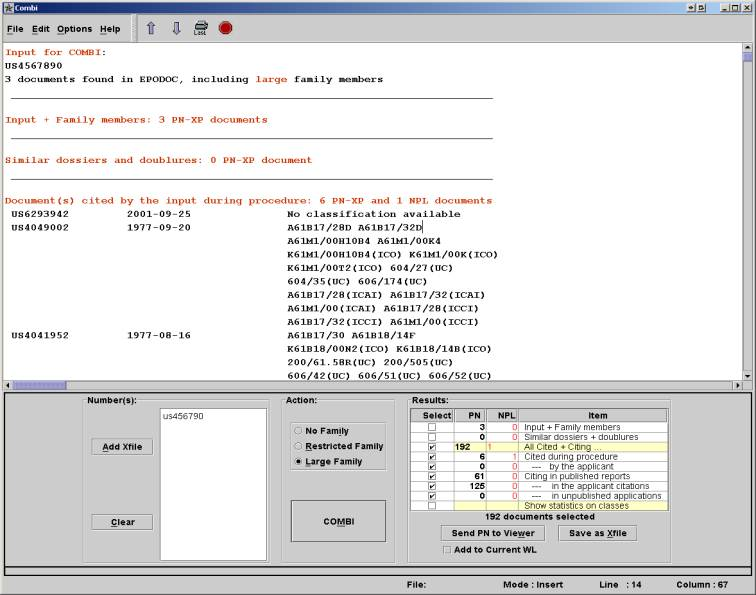 Combi
File Edit Options Help
Last
Input for COMBI:
US4567890
3 documents found in EPODOC, including large family members
Input + Family members: 3 PN-XP documents
Similar dossiers and doublures: 0 PN-XP document
Document(s) cited by the input during procedure: 6 PN-XP and 1 NPL documents
US6293942 2001-09-25 No classification available
US4049002 1977-09-20 A61B17/28D A61B17/32D
A61M1/00H10B4 A61M1/00K4
K61M1/00H10B4(ICO) K61M1/00K(ICO)
K61M1/00T2(ICO) 604/27(UC)
604/35(UC) 606/174(UC)
A61B17/28(ICAI) A61B17/32(ICAI)
A61M1/00(ICAI) A61B17/28(ICCI)
A61B17/32(ICCI) A61M1/00(ICCI)
US4041952 1977-08-16 A61B17/30 A61B18/14F
K61B18/00N2(ICO) K61B18/14B(ICO)
200/61.58R(UC) 200/505(UC)
606/42(UC) 606/51(UC) 606/52(UC)
Number(s): Action: Results:
us456790
Add Xfile
Clear
No Family
Restricted Family
Large Family
COMBI
Select PN NPL Item
3 0 Input + Family members
0 0 Similar dossiers + doublures
192 1 All Cited + Citing ...
6 1 Cited during procedure
0 0 --- by the applicant
61 0 Citing in published reports
125 0 --- in the applicant citations
0 0 --- in unpublished applications
Show statistics on classes
192 documents selected
Send PN to Viewer Save as Xfile
Add to Current WL
File: Mode : Insert Line : 14 Column : 67